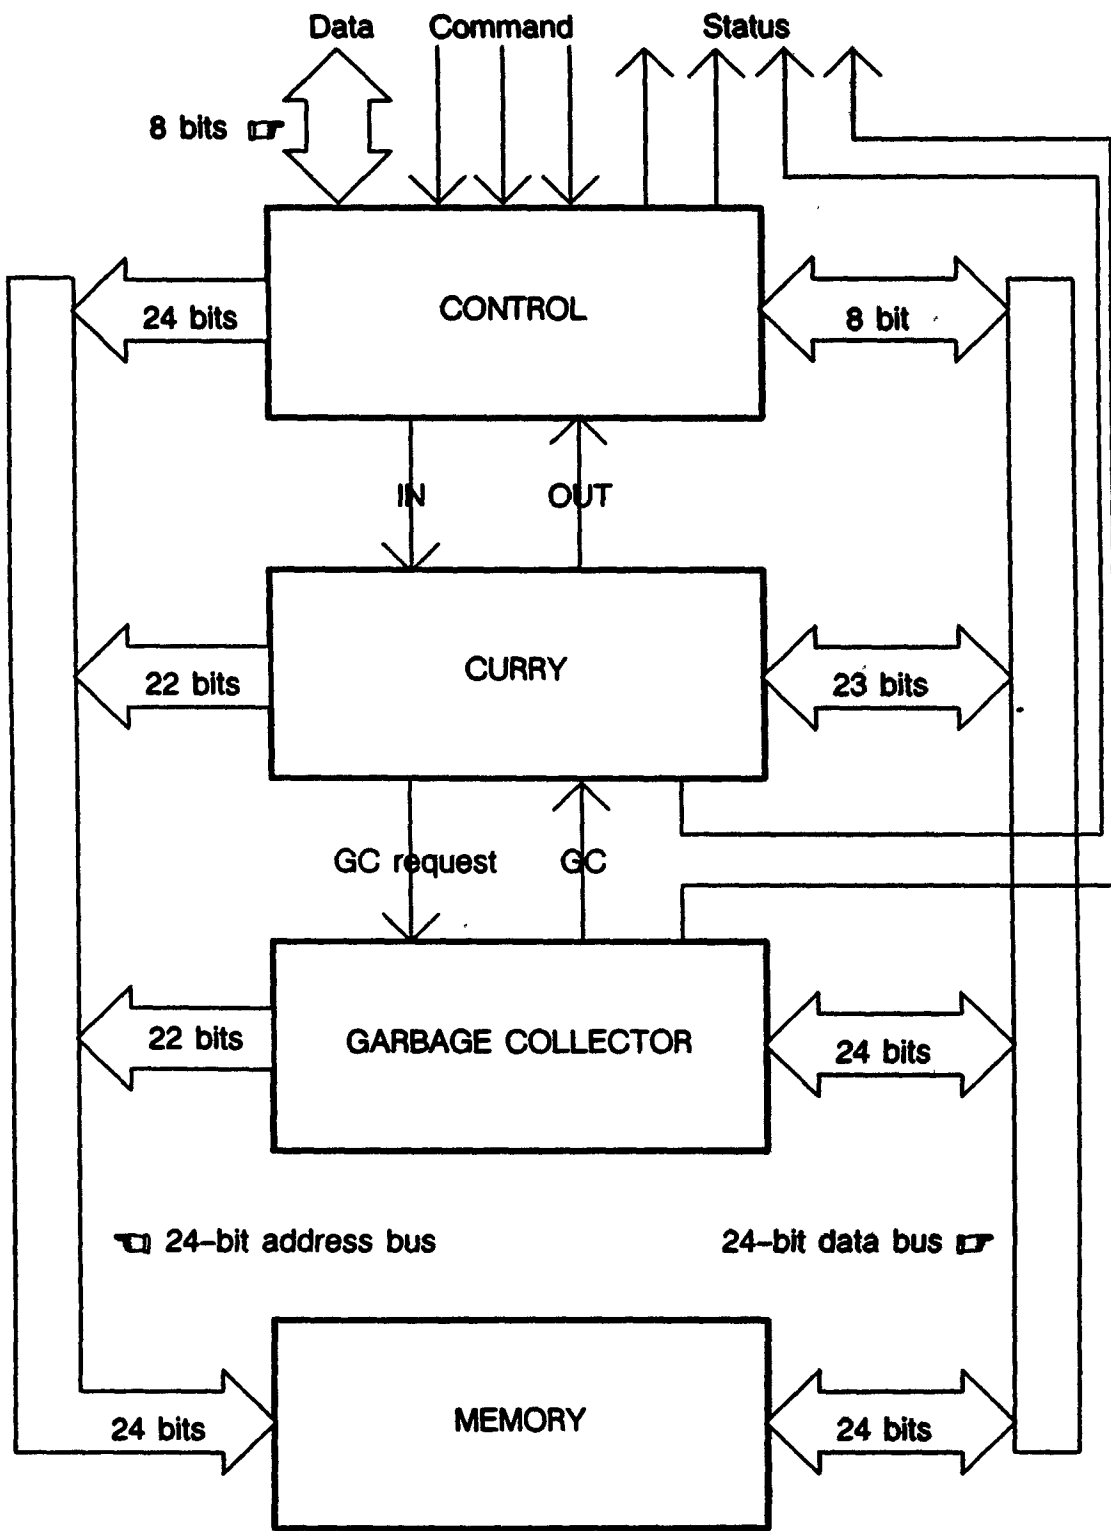 Data Command Status
8 bits
24 bits CONTROL 8 bit
IN OUT
22 bits CURRY 23 bits
GC request GC
22 bits GARBAGE COLLECTOR 24 bits
24-bit address bus 24-bit data bus
24 bits MEMORY 24 bits